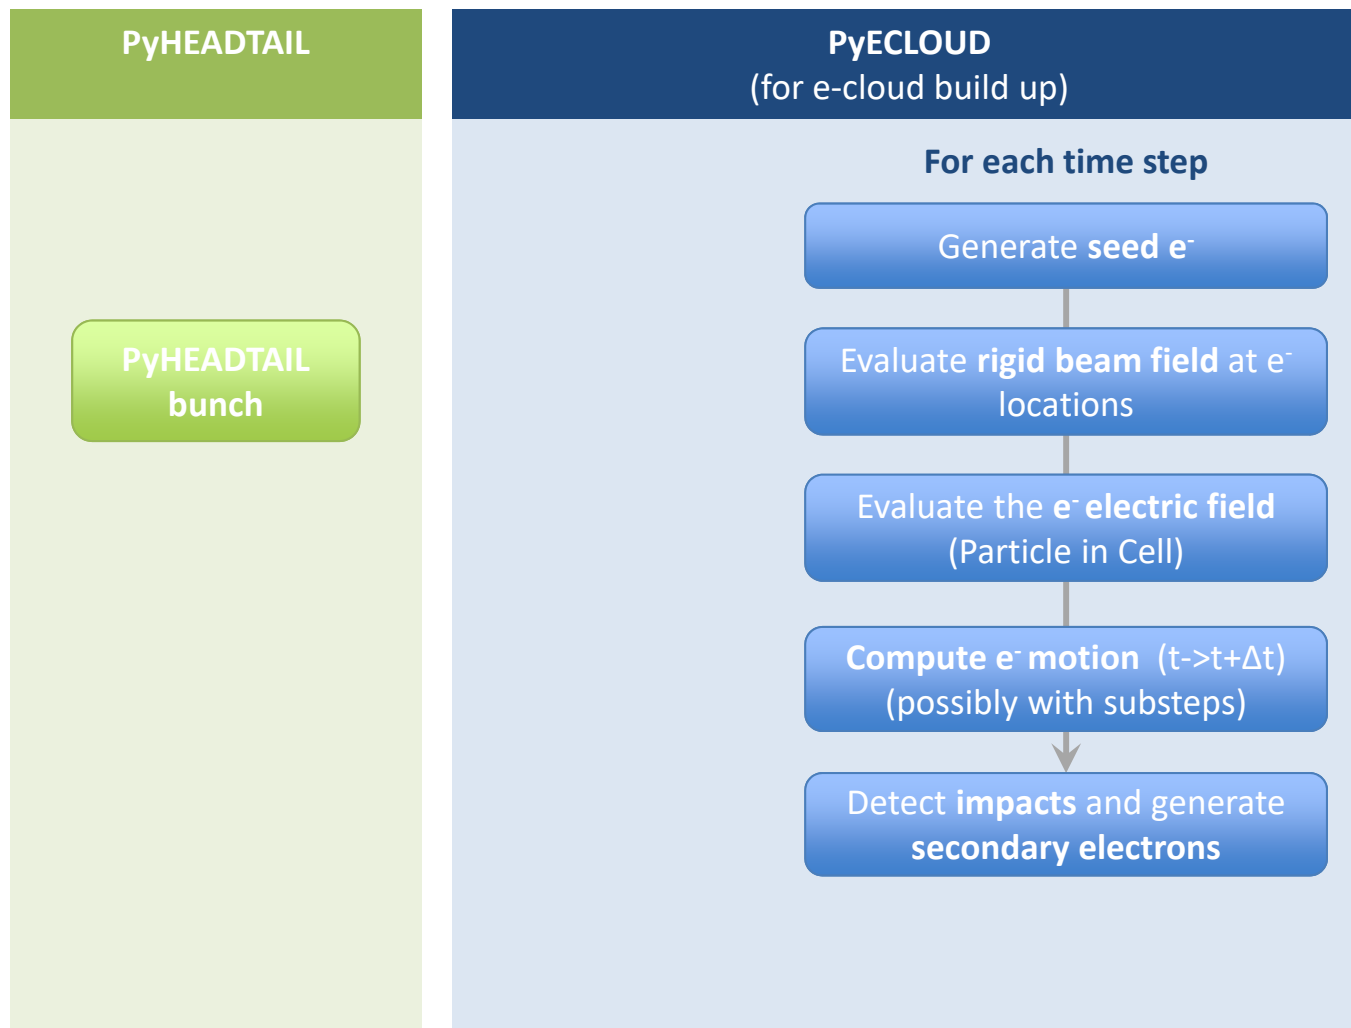 PyHEADTAIL
PyECLOUD
(for e-cloud build up)
PyHEADTAIL
bunch
For each time step
Generate seed e⁻
Evaluate rigid beam field at e⁻
locations
Evaluate the e⁻ electric field
(Particle in Cell)
Compute e⁻ motion (t->t+Δt)
(possibly with substeps)
Detect impacts and generate
secondary electrons